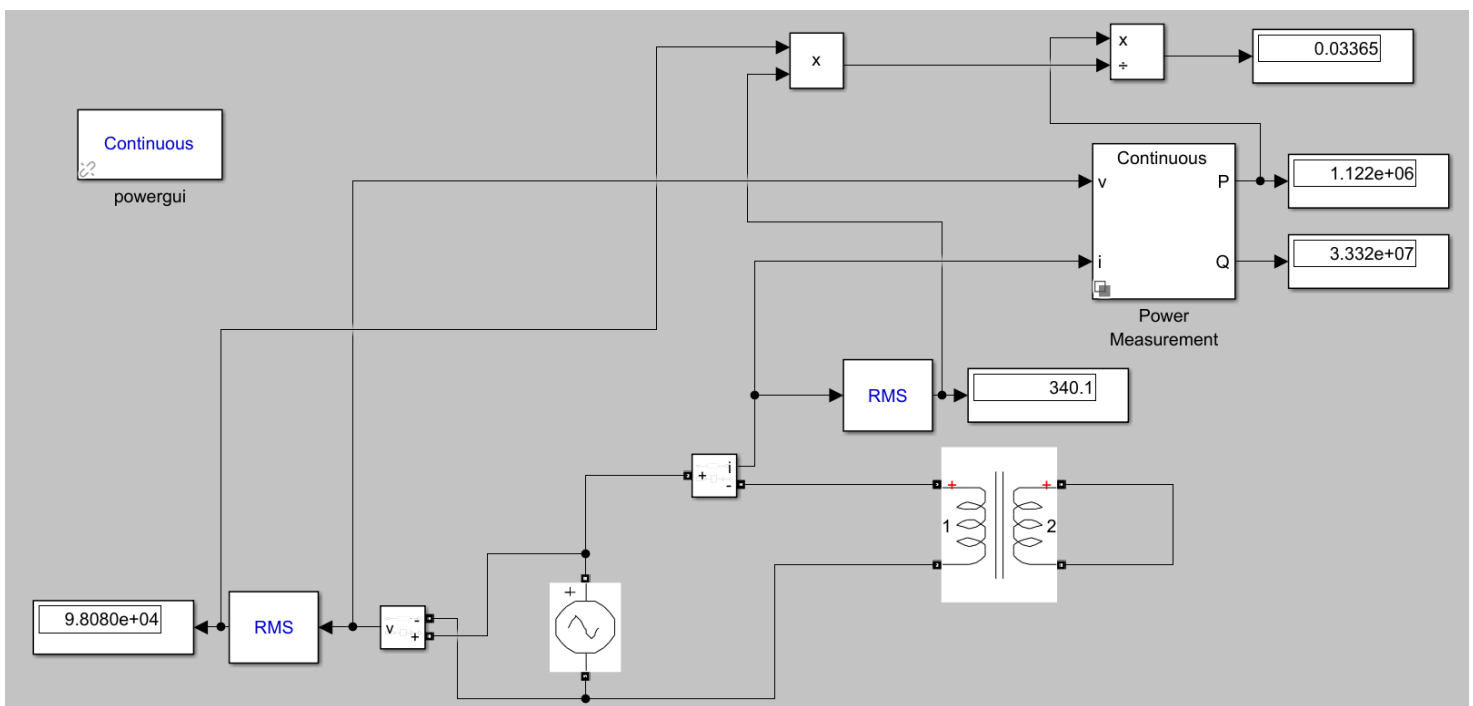 x
x
÷
0.03365
Continuous
powergui
Continuous
v
P
1.122e+06
i
Q
3.332e+07
Power
Measurement
RMS
340.1
+
i
-
+
+
1
2
9.8080e+04
RMS
v
-
+
+